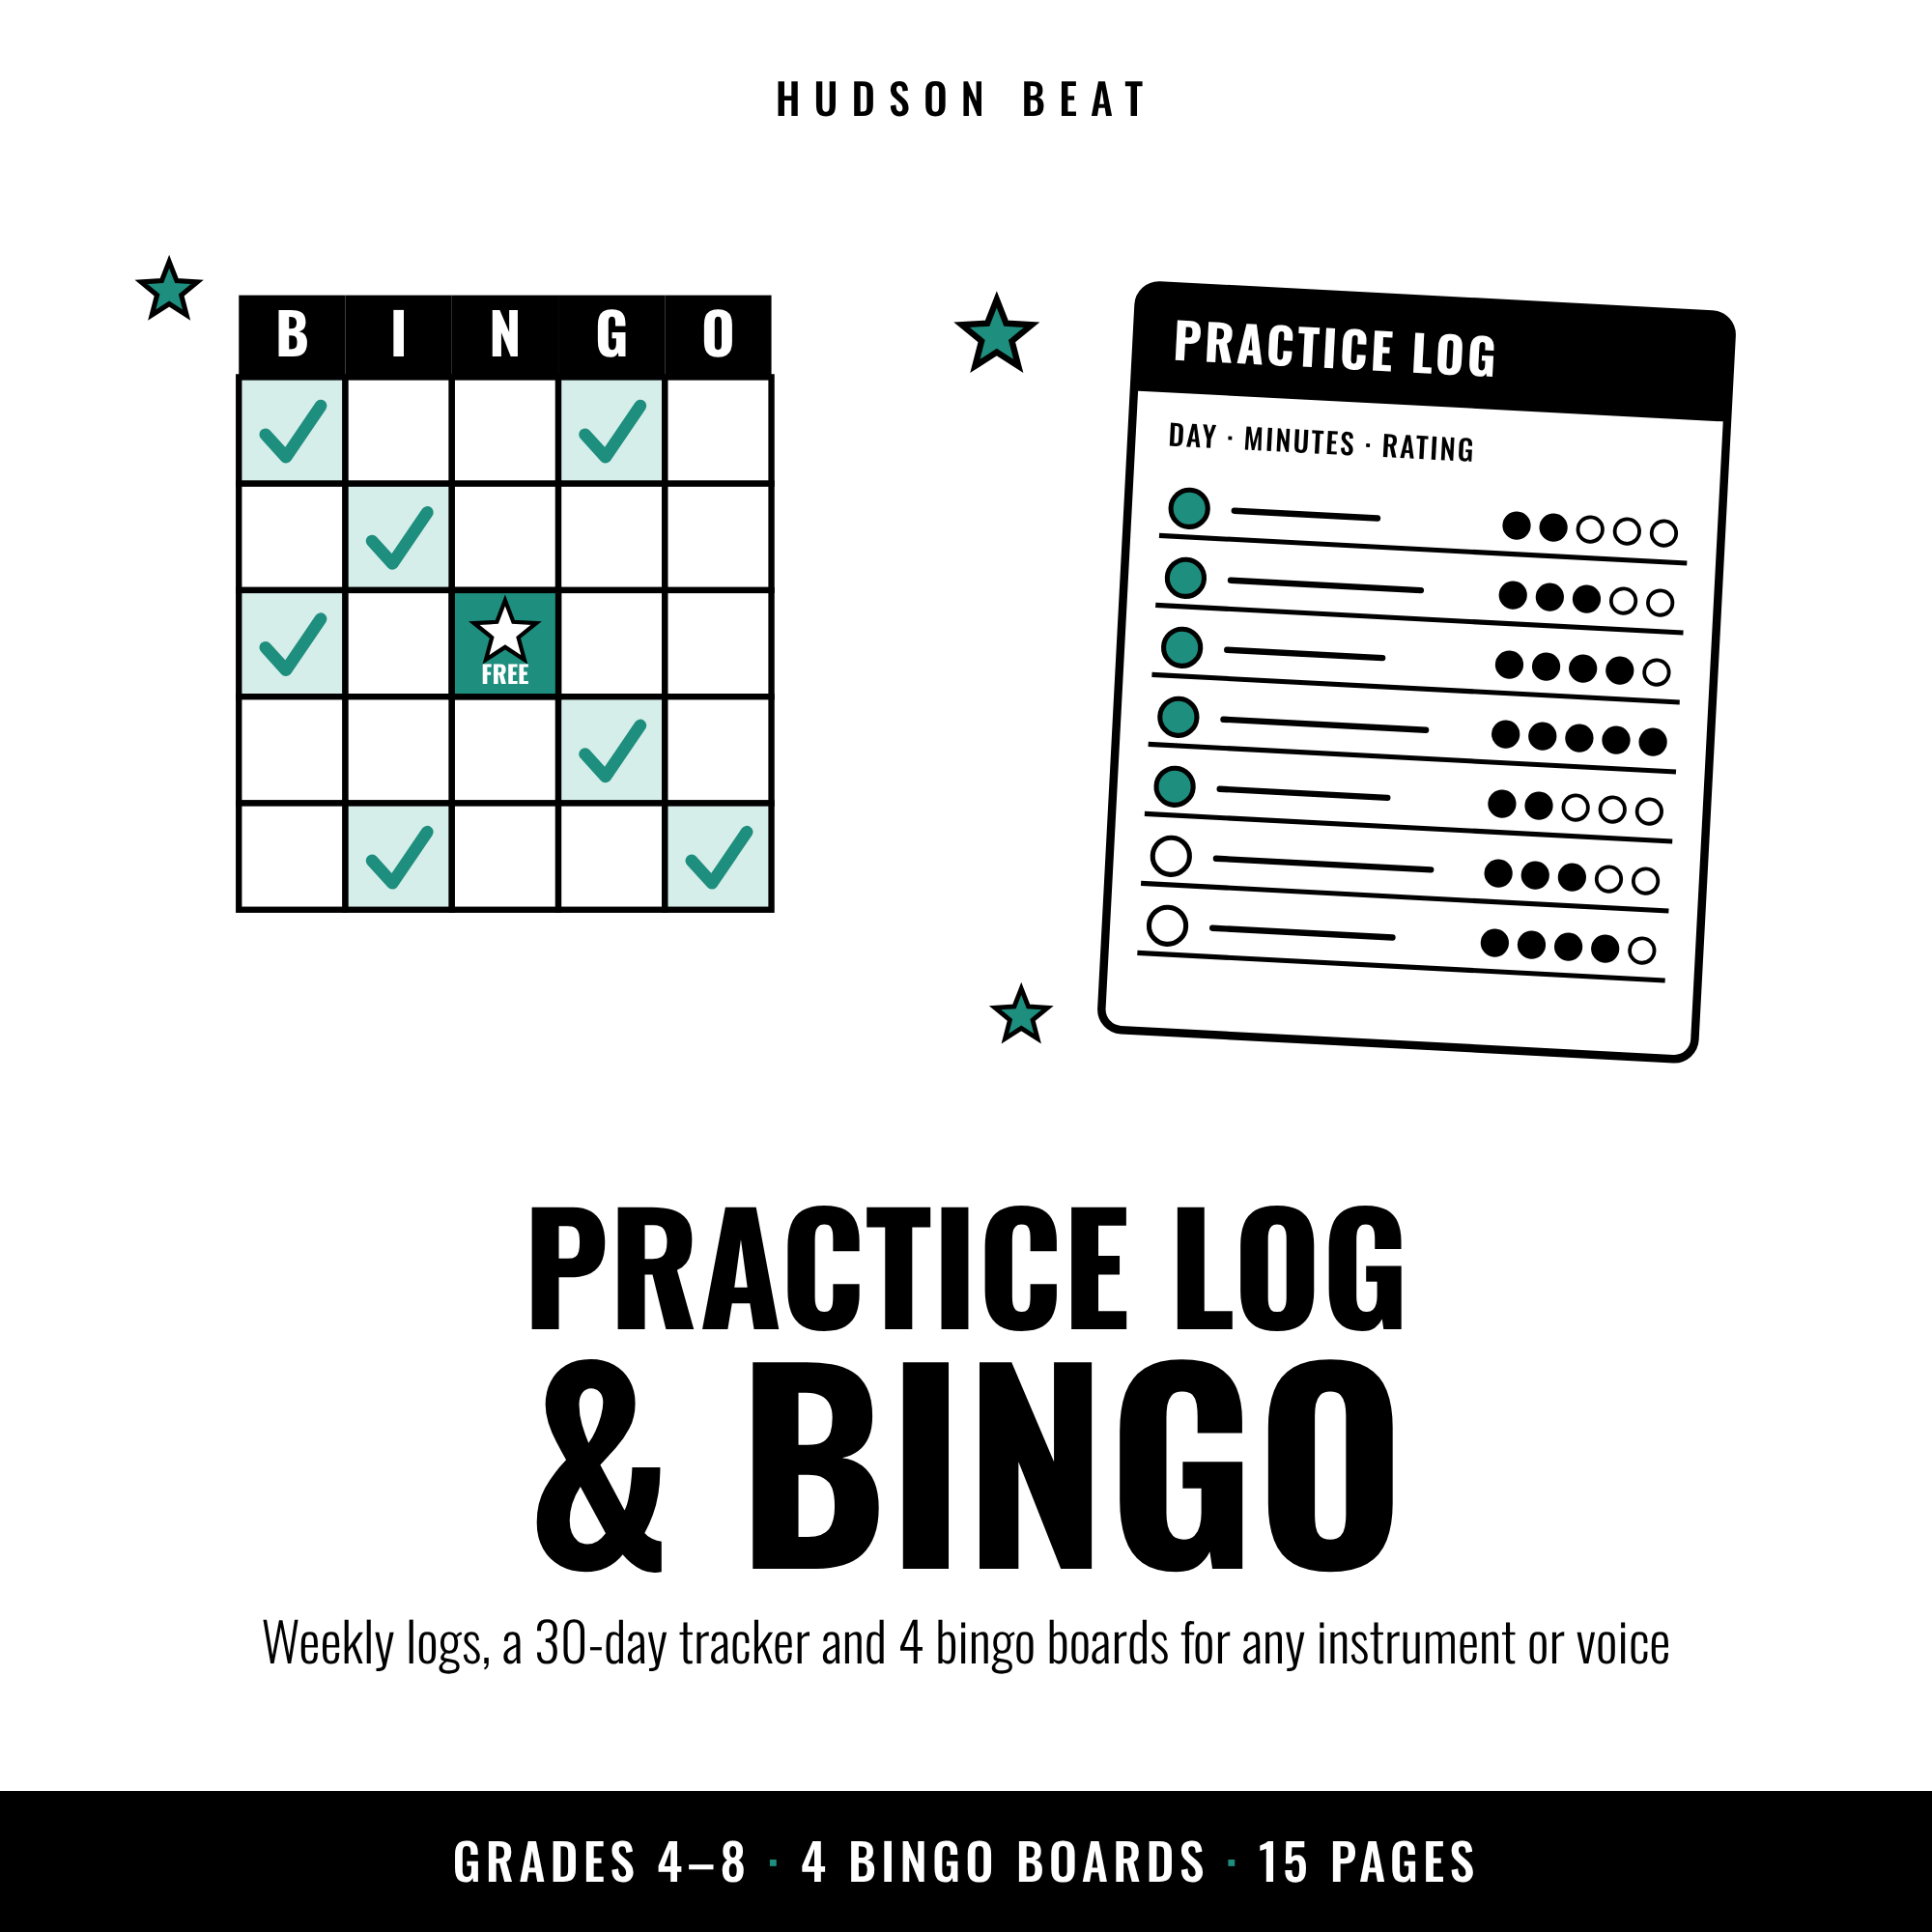 HUDSON BEAT
B I N G O
FREE
PRACTICE LOG
DAY · MINUTES · RATING
PRACTICE LOG
& BINGO
Weekly logs, a 30-day tracker and 4 bingo boards for any instrument or voice
GRADES 4–8 · 4 BINGO BOARDS · 15 PAGES